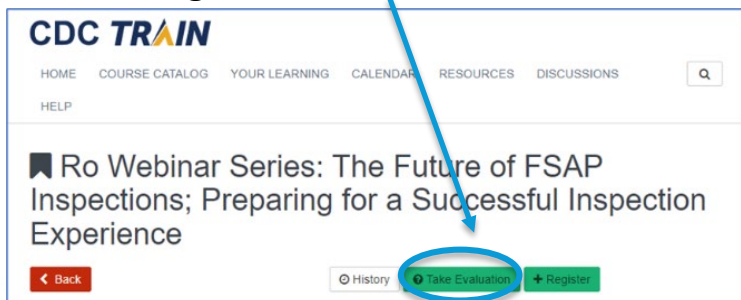 CDC TRAIN
HOME COURSE CATALOG YOUR LEARNING CALENDAR RESOURCES DISCUSSIONS
HELP
Ro Webinar Series: The Future of FSAP
Inspections; Preparing for a Successful Inspection
Experience
Back History Take Evaluation + Register